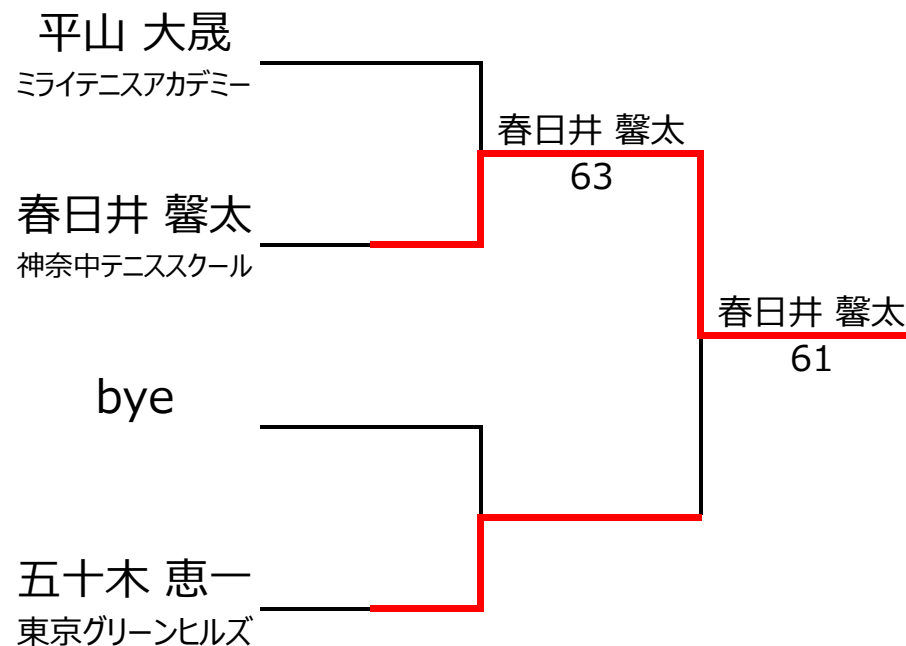 平山 大晟
ミライテニスアカデミー
春日井 馨太
63
春日井 馨太
神奈中テニススクール
春日井 馨太
61
bye
五十木 恵一
東京グリーンヒルズ